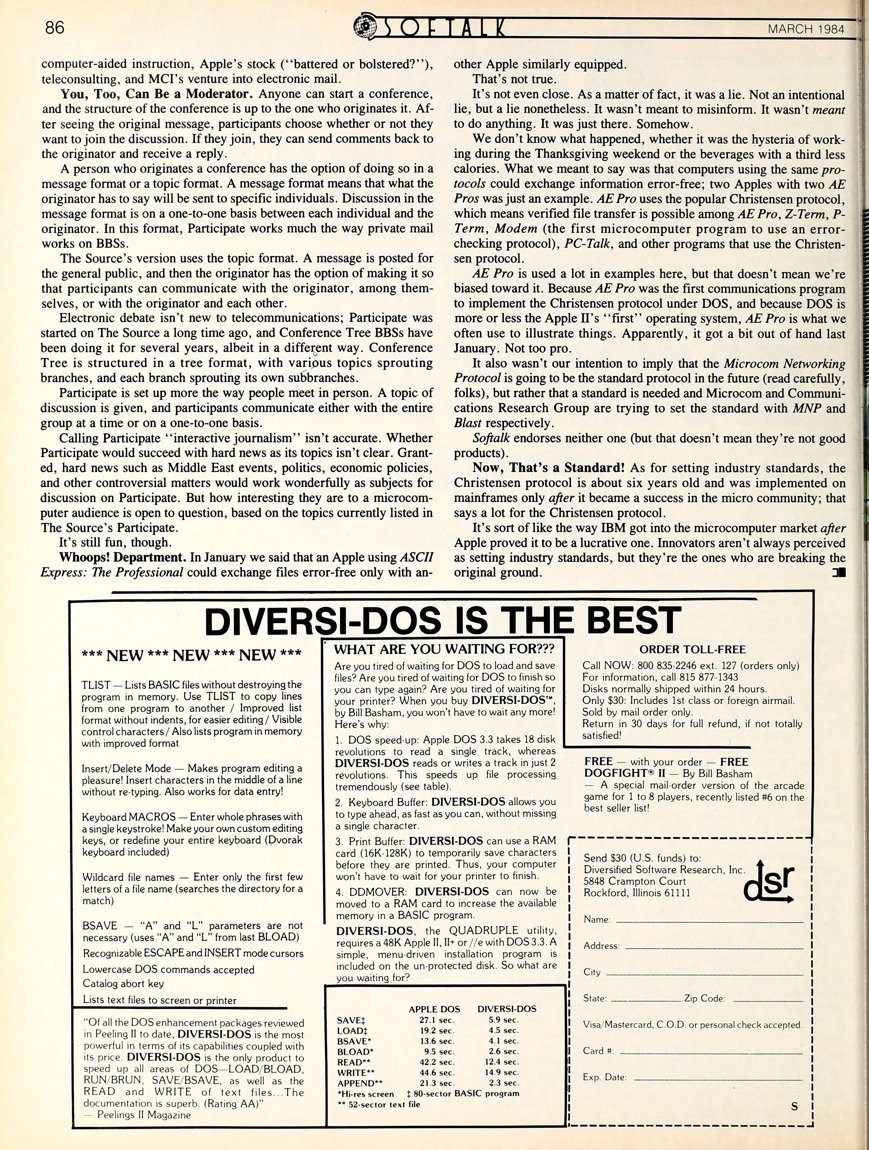 86
SOFTALK
MARCH 1984
computer-aided instruction, Apple's stock (“battered or bolstered?”),
teleconsulting, and MCI's venture into electronic mail.
You, Too, Can Be a Moderator. Anyone can start a conference,
and the structure of the conference is up to the one who originates it. Af-
ter seeing the original message, participants choose whether or not they
want to join the discussion. If they join, they can send comments back to
the originator and receive a reply.
A person who originates a conference has the option of doing so in a
message format or a topic format. A message format means that what the
originator has to say will be sent to specific individuals. Discussion in the
message format is on a one-to-one basis between each individual and the
originator. In this format, Participate works much the way private mail
works on BBSs.
The Source's version uses the topic format. A message is posted for
the general public, and then the originator has the option of making it so
that participants can communicate with the originator, among them-
selves, or with the originator and each other.
Electronic debate isn't new to telecommunications; Participate was
started on The Source a long time ago, and Conference Tree BBSs have
been doing it for several years, albeit in a different way. Conference
Tree is structured in a tree format, with various topics sprouting
branches, and each branch sprouting its own subbranches.
Participate is set up more the way people meet in person. A topic of
discussion is given, and participants communicate either with the entire
group at a time or on a one-to-one basis.
Calling Participate “interactive journalism” isn't accurate. Whether
Participate would succeed with hard news as its topics isn't clear. Grant-
ed, hard news such as Middle East events, politics, economic policies,
and other controversial matters would work wonderfully as subjects for
discussion on Participate. But how interesting they are to a microcom-
puter audience is open to question, based on the topics currently listed in
The Source's Participate.
It's still fun, though.
Whoops! Department. In January we said that an Apple using ASCII
Express: The Professional could exchange files error-free only with an-
other Apple similarly equipped.
That's not true.
It's not even close. As a matter of fact, it was a lie. Not an intentional
lie, but a lie nonetheless. It wasn't meant to misinform. It wasn't meant
to do anything. It was just there. Somehow.
We don't know what happened, whether it was the hysteria of work-
ing during the Thanksgiving weekend or the beverages with a third less
calories. What we meant to say was that computers using the same pro-
tocols could exchange information error-free; two Apples with two AE
Pros was just an example. AE Pro uses the popular Christensen protocol,
which means verified file transfer is possible among AE Pro, Z-Term, P-
Term, Modem (the first microcomputer program to use an error-
checking protocol), PC-Talk, and other programs that use the Christen-
sen protocol.
AE Pro is used a lot in examples here, but that doesn't mean we're
biased toward it. Because AE Pro was the first communications program
to implement the Christensen protocol under DOS, and because DOS is
more or less the Apple II's “first” operating system, AE Pro is what we
often use to illustrate things. Apparently, it got a bit out of hand last
January. Not too pro.
It also wasn't our intention to imply that the Microcom Networking
Protocol is going to be the standard protocol in the future (read carefully,
folks), but rather that a standard is needed and Microcom and Communi-
cations Research Group are trying to set the standard with MNP and
Blast respectively.
Softalk endorses neither one (but that doesn't mean they're not good
products).
Now, That's a Standard! As for setting industry standards, the
Christensen protocol is about six years old and was implemented on
mainframes only after it became a success in the micro community; that
says a lot for the Christensen protocol.
It's sort of like the way IBM got into the microcomputer market after
Apple proved it to be a lucrative one. Innovators aren't always perceived
as setting industry standards, but they're the ones who are breaking the
original ground.
DIVERSI-DOS IS THE BEST
*** NEW *** NEW *** NEW ***
TLIST — Lists BASIC files without destroying the
program in memory. Use TLIST to copy lines
from one program to another / Improved list
format without indents, for easier editing / Visible
control characters / Also lists program in memory
with improved format
Insert/Delete Mode — Makes program editing a
pleasure! Insert characters in the middle of a line
without re-typing. Also works for data entry!
Keyboard MACROS — Enter whole phrases with
a single keystroke! Make your own custom editing
keys, or redefine your entire keyboard (Dvorak
keyboard included)
Wildcard file names — Enter only the first few
letters of a file name (searches the directory for a
match)
BSAVE — “A” and “L” parameters are not
necessary (uses “A” and “L” from last BLOAD)
Recognizable ESCAPE and INSERT mode cursors
Lowercase DOS commands accepted
Catalog abort key
Lists text files to screen or printer
“Of all the DOS enhancement packages reviewed
in Peeling II to date, DIVERSI-DOS is the most
powerful in terms of its capabilities coupled with
its price. DIVERSI-DOS is the only product to
speed up all areas of DOS—LOAD/BLOAD,
RUN/BRUN, SAVE/BSAVE, as well as the
READ and WRITE of text files...The
documentation is superb. (Rating AA)”
— Peelings II Magazine
WHAT ARE YOU WAITING FOR???
Are you tired of waiting for DOS to load and save
files? Are you tired of waiting for DOS to finish so
you can type again? Are you tired of waiting for
your printer? When you buy DIVERSI-DOS™,
by Bill Basham, you won't have to wait any more!
Here's why:
1. DOS speed-up: Apple DOS 3.3 takes 18 disk
revolutions to read a single track, whereas
DIVERSI-DOS reads or writes a track in just 2
revolutions. This speeds up file processing
tremendously (see table).
2. Keyboard Buffer: DIVERSI-DOS allows you
to type ahead, as fast as you can, without missing
a single character.
3. Print Buffer: DIVERSI-DOS can use a RAM
card (16K-128K) to temporarily save characters
before they are printed. Thus, your computer
won't have to wait for your printer to finish.
4. DDMOVER: DIVERSI-DOS can now be
moved to a RAM card to increase the available
memory in a BASIC program.
DIVERSI-DOS, the QUADRUPLE utility,
requires a 48K Apple II, II+ or //e with DOS 3.3. A
simple, menu-driven installation program is
included on the un-protected disk. So what are
you waiting for?
APPLE DOS DIVERSI-DOS
SAVE‡ 27.1 sec. 5.9 sec.
LOAD‡ 19.2 sec. 4.5 sec.
BSAVE* 13.6 sec. 4.1 sec.
BLOAD* 9.5 sec. 2.6 sec.
READ** 42.2 sec. 12.4 sec.
WRITE** 44.6 sec. 14.9 sec.
APPEND** 21.3 sec. 2.3 sec.
*Hi-res screen ‡ 80-sector BASIC program
** 52-sector text file
ORDER TOLL-FREE
Call NOW: 800 835-2246 ext. 127 (orders only)
For information, call 815 877-1343
Disks normally shipped within 24 hours.
Only $30: Includes 1st class or foreign airmail.
Sold by mail order only.
Return in 30 days for full refund, if not totally
satisfied!
FREE — with your order — FREE
DOGFIGHT® II — By Bill Basham
— A special mail-order version of the arcade
game for 1 to 8 players, recently listed #6 on the
best seller list!
Send $30 (U.S. funds) to:
Diversified Software Research, Inc.
5848 Crampton Court
Rockford, Illinois 61111
dsr
Name:
Address:
City
State: Zip Code:
Visa/Mastercard, C.O.D. or personal check accepted.
Card #:
Exp. Date:
S